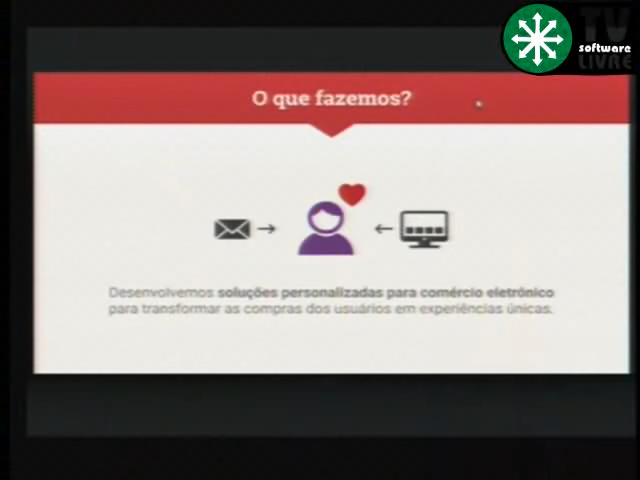 TV
software
LIVRE
O que fazemos?
Desenvolvemos soluções personalizadas para comércio eletrônico
para transformar as compras dos usuários em experiências únicas.